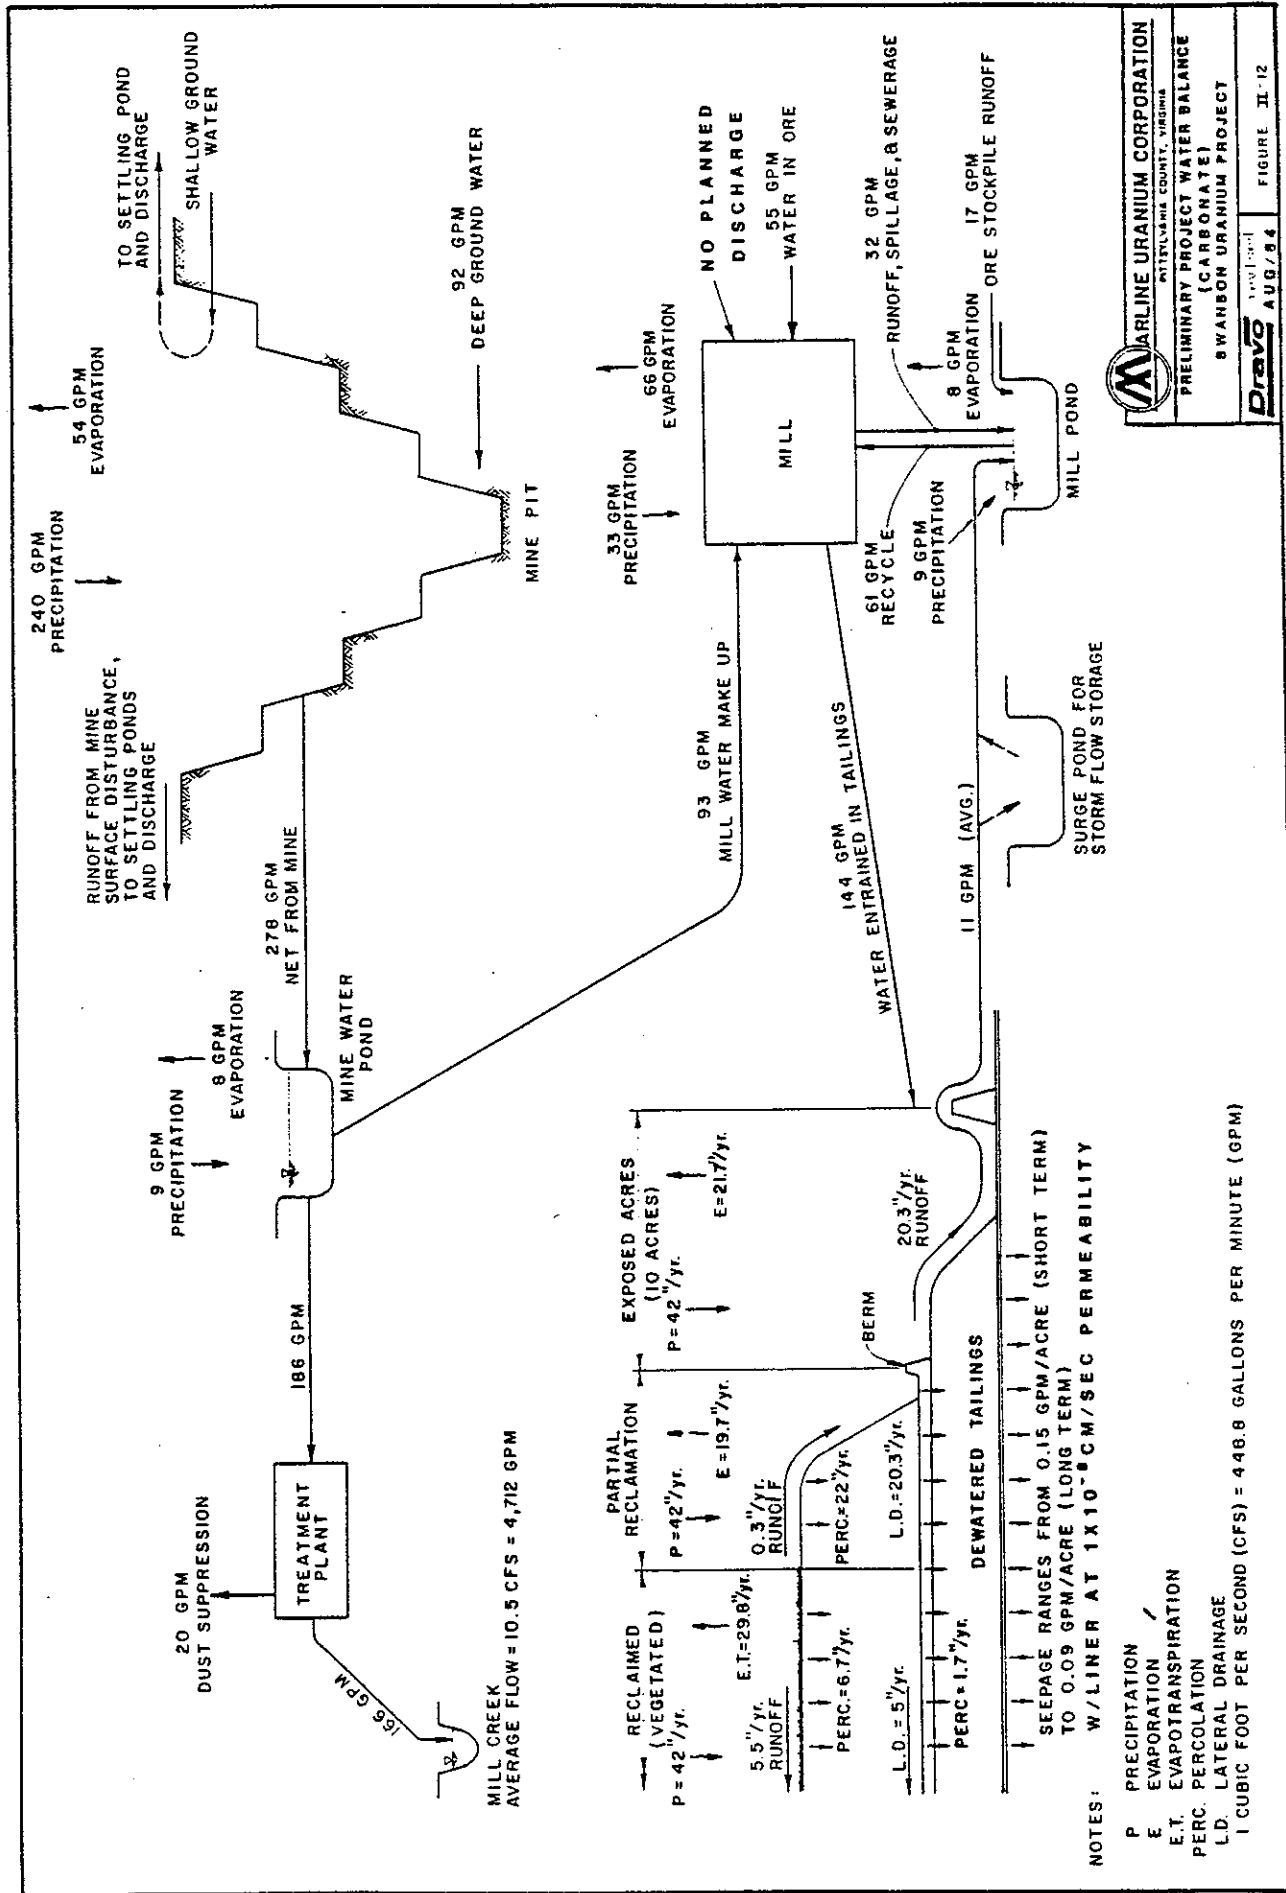 240 GPM
PRECIPITATION
54 GPM
EVAPORATION
TO SETTLING POND
AND DISCHARGE
SHALLOW GROUND
WATER
RUNOFF FROM MINE
SURFACE DISTURBANCE,
TO SETTLING PONDS
AND DISCHARGE
92 GPM
DEEP GROUND WATER
MINE PIT
278 GPM
NET FROM MINE
9 GPM
PRECIPITATION
8 GPM
EVAPORATION
MINE WATER
POND
186 GPM
20 GPM
DUST SUPPRESSION
TREATMENT
PLANT
166 GPM
MILL CREEK
AVERAGE FLOW = 10.5 CFS = 4,712 GPM
93 GPM
MILL WATER MAKE UP
33 GPM
PRECIPITATION
66 GPM
EVAPORATION
NO PLANNED
DISCHARGE
55 GPM
WATER IN ORE
MILL
144 GPM
WATER ENTRAINED IN TAILINGS
61 GPM
RECYCLE
32 GPM
RUNOFF, SPILLAGE, & SEWERAGE
9 GPM
PRECIPITATION
8 GPM
EVAPORATION
17 GPM
ORE STOCKPILE RUNOFF
MILL POND
11 GPM (AVG.)
SURGE POND FOR
STORM FLOW STORAGE
RECLAIMED
(VEGETATED)
P = 42"/yr.
E.T. = 29.8"/yr.
5.5"/yr.
RUNOFF
PERC. = 6.7"/yr.
L.D. = 5"/yr.
PERC = 1.7"/yr.
PARTIAL
RECLAMATION
P = 42"/yr.
E = 19.7"/yr.
0.3"/yr.
RUNOFF
PERC. = 22"/yr.
L.D. = 20.3"/yr.
EXPOSED ACRES
(10 ACRES)
P = 42"/yr.
E = 21.7"/yr.
BERM
20.3"/yr.
RUNOFF
DEWATERED TAILINGS
SEEPAGE RANGES FROM 0.15 GPM/ACRE (SHORT TERM)
TO 0.09 GPM/ACRE (LONG TERM)
W/LINER AT 1X10⁻⁸ CM/SEC PERMEABILITY
NOTES:
P PRECIPITATION
E EVAPORATION
E.T. EVAPOTRANSPIRATION
PERC. PERCOLATION
L.D. LATERAL DRAINAGE
1 CUBIC FOOT PER SECOND (CFS) = 448.8 GALLONS PER MINUTE (GPM)
MARLINE URANIUM CORPORATION
PITTSYLVANIA COUNTY, VIRGINIA
PRELIMINARY PROJECT WATER BALANCE
(CARBONATE)
SWANSON URANIUM PROJECT
Dravo
AUG/84
FIGURE II-12